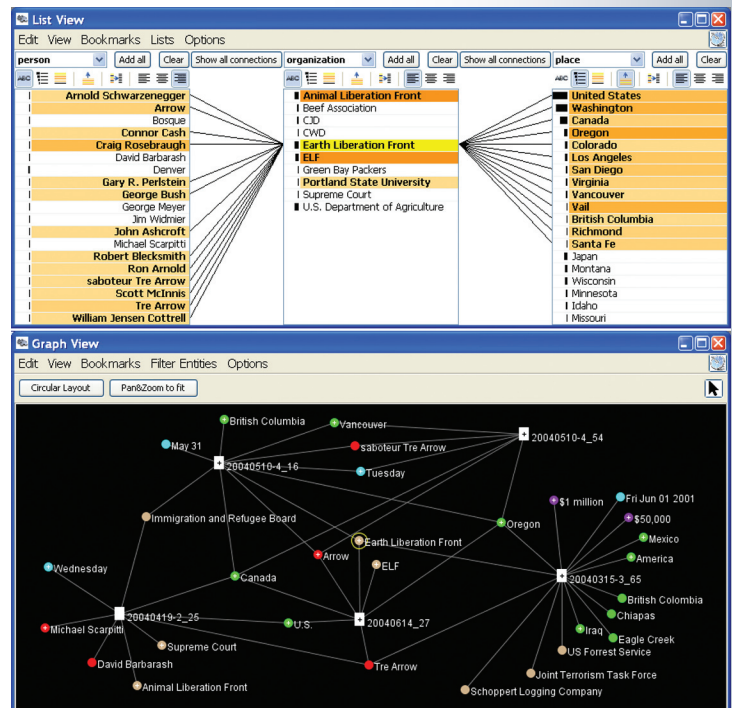 List View
Edit View Bookmarks Lists Options
person Add all Clear Show all connections organization Add all Clear Show all connections place Add all Clear
ABC ABC ABC
Arnold Schwarzenegger Animal Liberation Front United States
Arrow Beef Association Washington
Bosque CJD Canada
Connor Cash CWD Oregon
Craig Rosebraugh Earth Liberation Front Colorado
David Barbarash ELF Los Angeles
Denver Green Bay Packers San Diego
Gary R. Perlstein Portland State University Virginia
George Bush Supreme Court Vancouver
George Meyer U.S. Department of Agriculture Vail
Jim Widmier British Columbia
John Ashcroft Richmond
Michael Scarpitti Santa Fe
Robert Blecksmith Japan
Ron Arnold Montana
saboteur Tre Arrow Wisconsin
Scott McInnis Minnesota
Tre Arrow Idaho
William Jensen Cottrell Missouri
Graph View
Edit View Bookmarks Filter Entities Options
Circular Layout Pan&Zoom to fit
British Columbia
Vancouver
20040510-4_54
May 31
saboteur Tre Arrow
20040510-4_16
Tuesday
$1 million
Fri Jun 01 2001
Immigration and Refugee Board
$50,000
Oregon
Mexico
Earth Liberation Front
Arrow
America
ELF
Wednesday
Canada
20040315-3_65
British Colombia
Chiapas
20040419-2_25
U.S.
20040614_27
Michael Scarpitti
Iraq
Eagle Creek
Supreme Court
US Forrest Service
David Barbarash
Tre Arrow
Joint Terrorism Task Force
Animal Liberation Front
Schoppert Logging Company